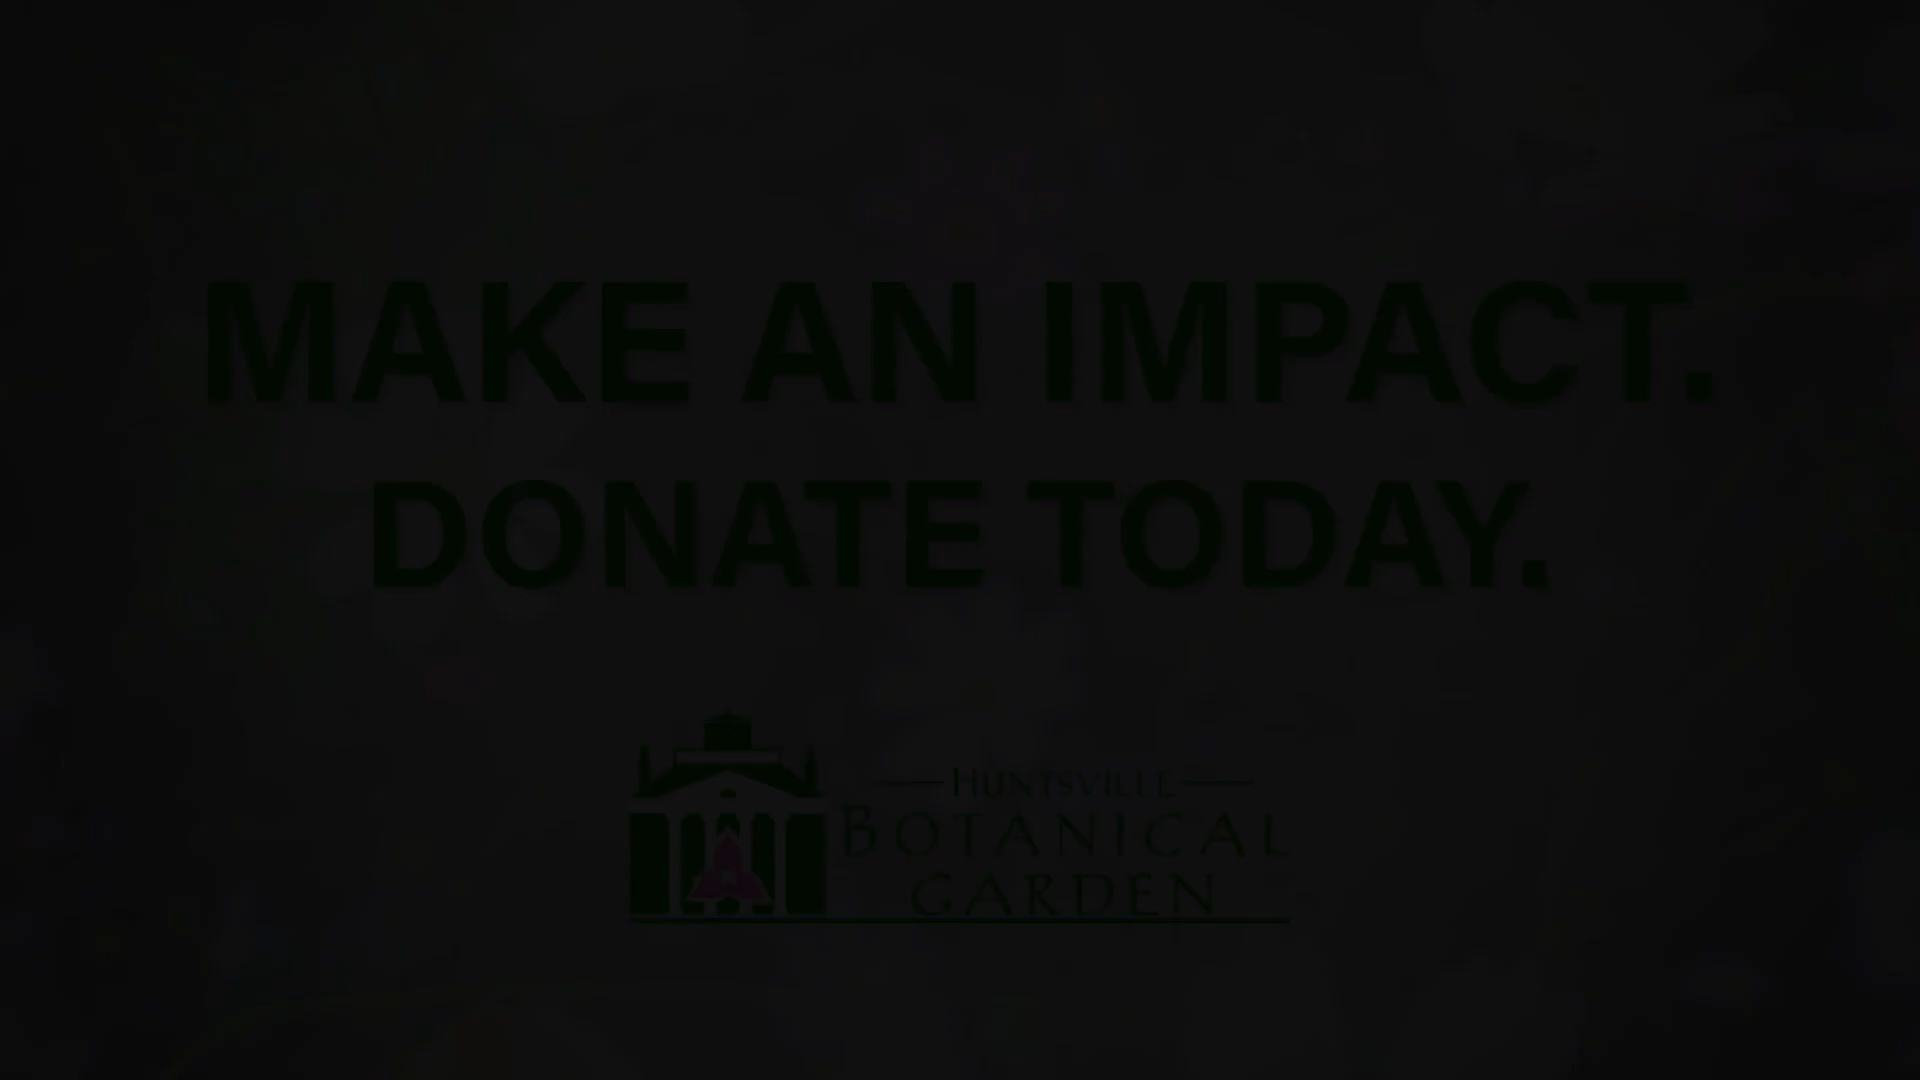 MAKE AN IMPACT.
DONATE TODAY.
HUNTSVILLE
BOTANICAL
GARDEN